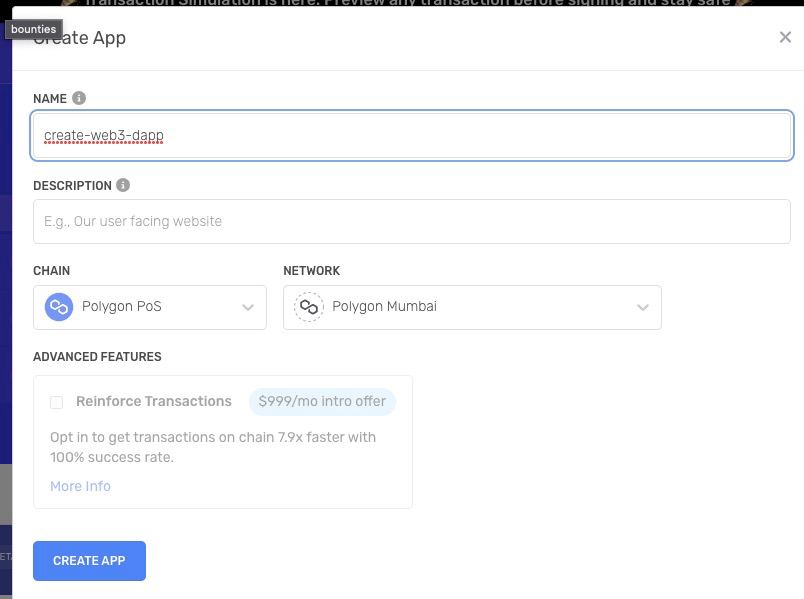 Transaction Simulation is here. Preview any transaction before signing and stay safe
bounties
Create App
NAME
create-web3-dapp
DESCRIPTION
E.g., Our user facing website
CHAIN
NETWORK
Polygon PoS
Polygon Mumbai
ADVANCED FEATURES
Reinforce Transactions
$999/mo intro offer
Opt in to get transactions on chain 7.9x faster with
100% success rate.
More Info
CREATE APP